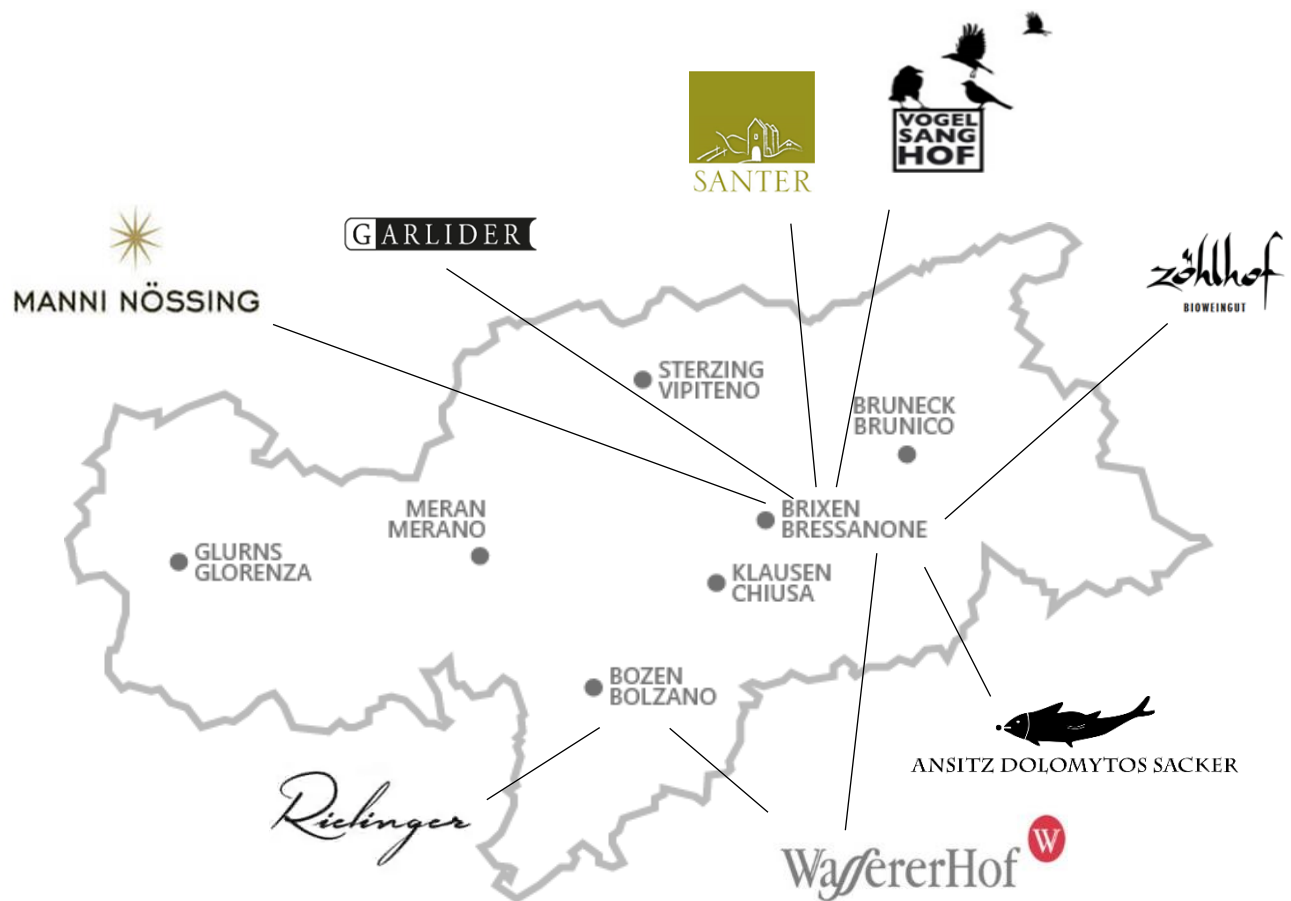 VOGEL
SANG
HOF
SANTER
GARLIDER
MANNI NÖSSING
zöhlhof
BIOWEINGUT
STERZING
VIPITENO
BRUNECK
BRUNICO
MERAN
MERANO
BRIXEN
BRESSANONE
GLURNS
GLORENZA
KLAUSEN
CHIUSA
BOZEN
BOLZANO
ANSITZ DOLOMYTOS SACKER
Rielinger
WassererHof
W